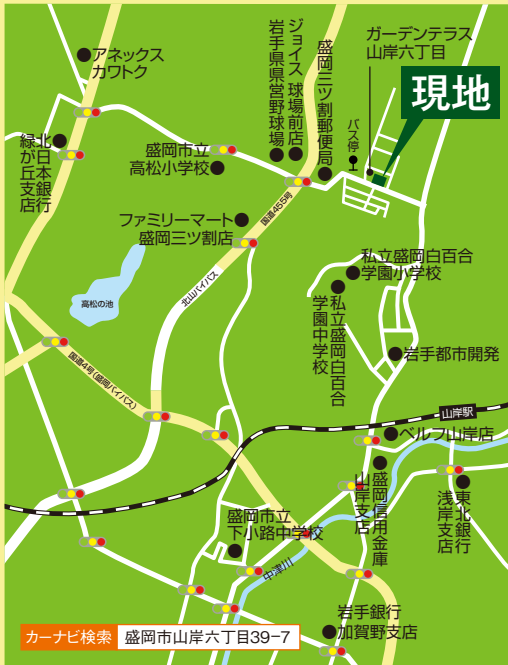 アネックス
カワトク
ジョイス 球場前店
岩手県県営野球場
盛岡三ツ割郵便局
ガーデンテラス
山岸六丁目
現地
バス停
北日本銀行
緑が丘支店
盛岡市立
高松小学校
国道455号
ファミリーマート
盛岡三ツ割店
北山バイパス
高松の池
私立盛岡白百合
学園小学校
私立盛岡白百合
学園中学校
岩手都市開発
国道4号(盛岡バイパス)
山岸駅
ベルフ山岸店
盛岡信用金庫
山岸支店
東北銀行
浅岸支店
盛岡市立
下小路中学校
中津川
岩手銀行
加賀野支店
カーナビ検索 盛岡市山岸六丁目39−7